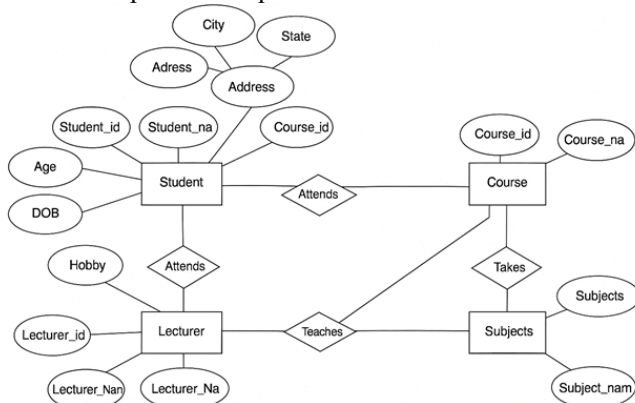 City
State
Adress
Address
Student_id
Student_na
Course_id
Course_id
Course_na
Age
Student
Attends
Course
DOB
Hobby
Attends
Takes
Subjects
Lecturer_id
Lecturer
Teaches
Subjects
Lecturer_Nan
Lecturer_Na
Subject_nam